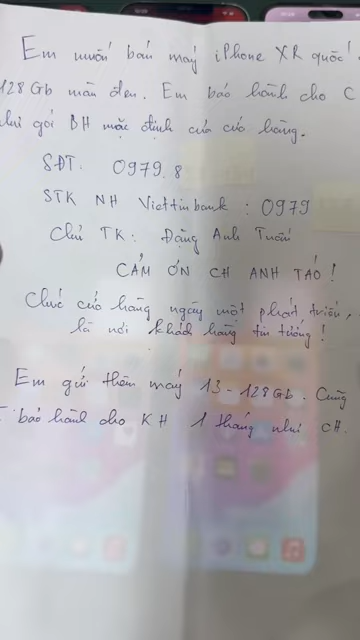 Em muốn bán máy iPhone XR quốc
128Gb màn đen. Em bảo hành cho C
như gói BH mặc định của cửa hàng.
SĐT: 0979.8
STK NH Viettinbank : 0979
Chủ TK: Đặng Anh Tuấn
CẢM ƠN CH ANH TÁO!
Chúc cửa hàng ngày một phát triển,
là nơi khách hàng tin tưởng!
Em gửi thêm máy 13-128Gb. Cũng
bảo hành cho KH 1 tháng như CH.